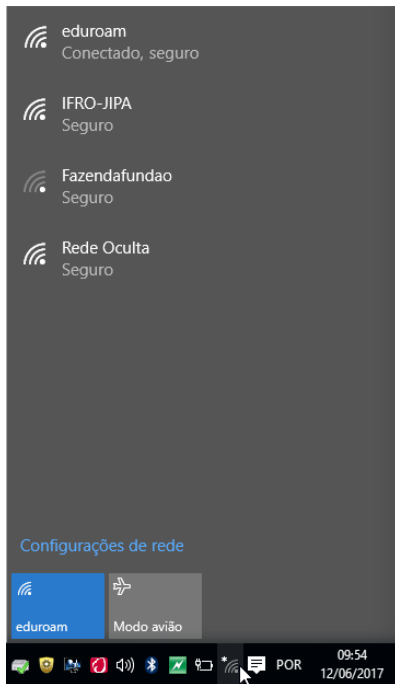 eduroam
Conectado, seguro
IFRO-JIPA
Seguro
Fazendafundao
Seguro
Rede Oculta
Seguro
Configurações de rede
eduroam
Modo avião
POR
09:54
12/06/2017